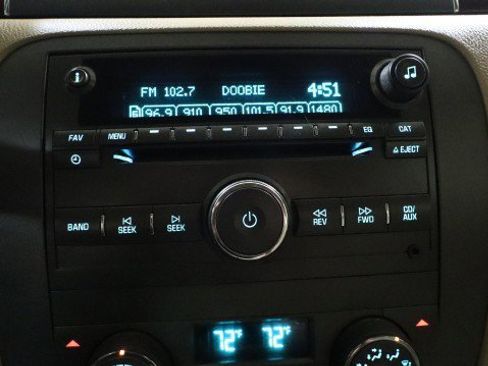 FM 102.7 DOOBIE 4:51
96.9 910 950 101.5 91.9 1480
FAV MENU EQ CAT
EJECT
BAND SEEK SEEK REV FWD CD/AUX
72°F 72°F